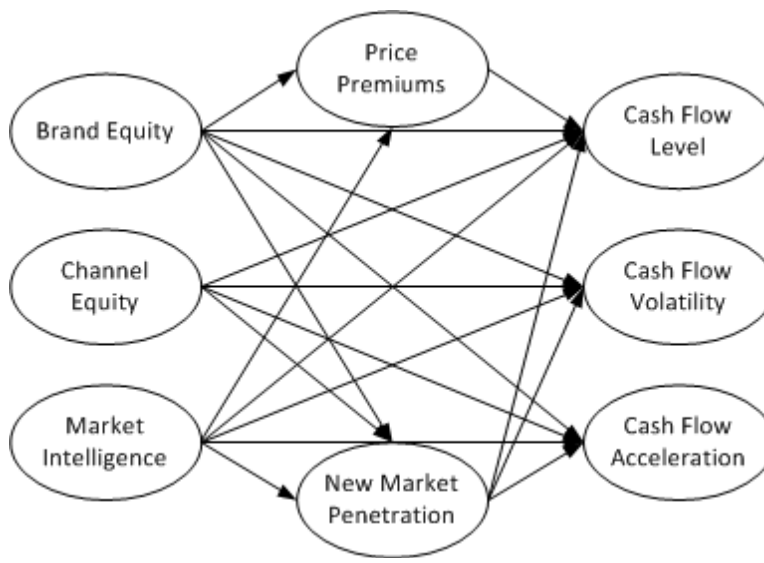 Price
Premiums
Brand Equity
Cash Flow
Level
Channel
Equity
Cash Flow
Volatility
Market
Intelligence
Cash Flow
Acceleration
New Market
Penetration